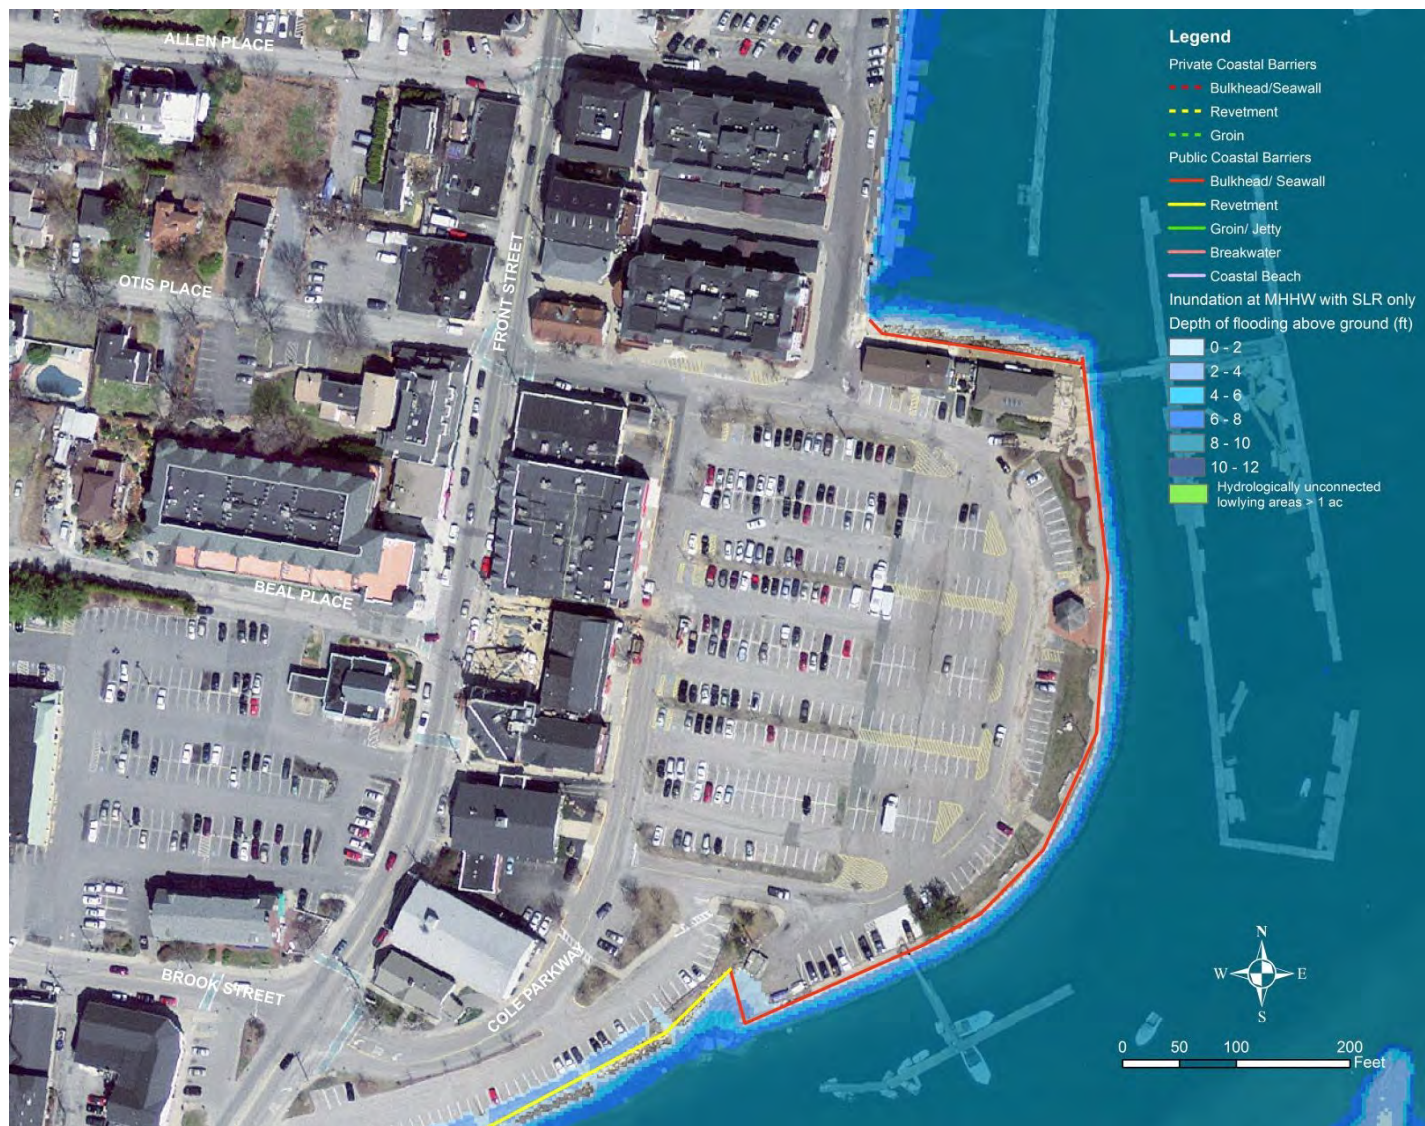 ALLEN PLACE
OTIS PLACE
FRONT STREET
BEAL PLACE
BROOK STREET
COLE PARKWAY
Legend
Private Coastal Barriers
Bulkhead/Seawall
Revetment
Groin
Public Coastal Barriers
Bulkhead/ Seawall
Revetment
Groin/ Jetty
Breakwater
Coastal Beach
Inundation at MHHW with SLR only
Depth of flooding above ground (ft)
0 - 2
2 - 4
4 - 6
6 - 8
8 - 10
10 - 12
Hydrologically unconnected
lowlying areas > 1 ac
N
W E
S
0 50 100 200
Feet